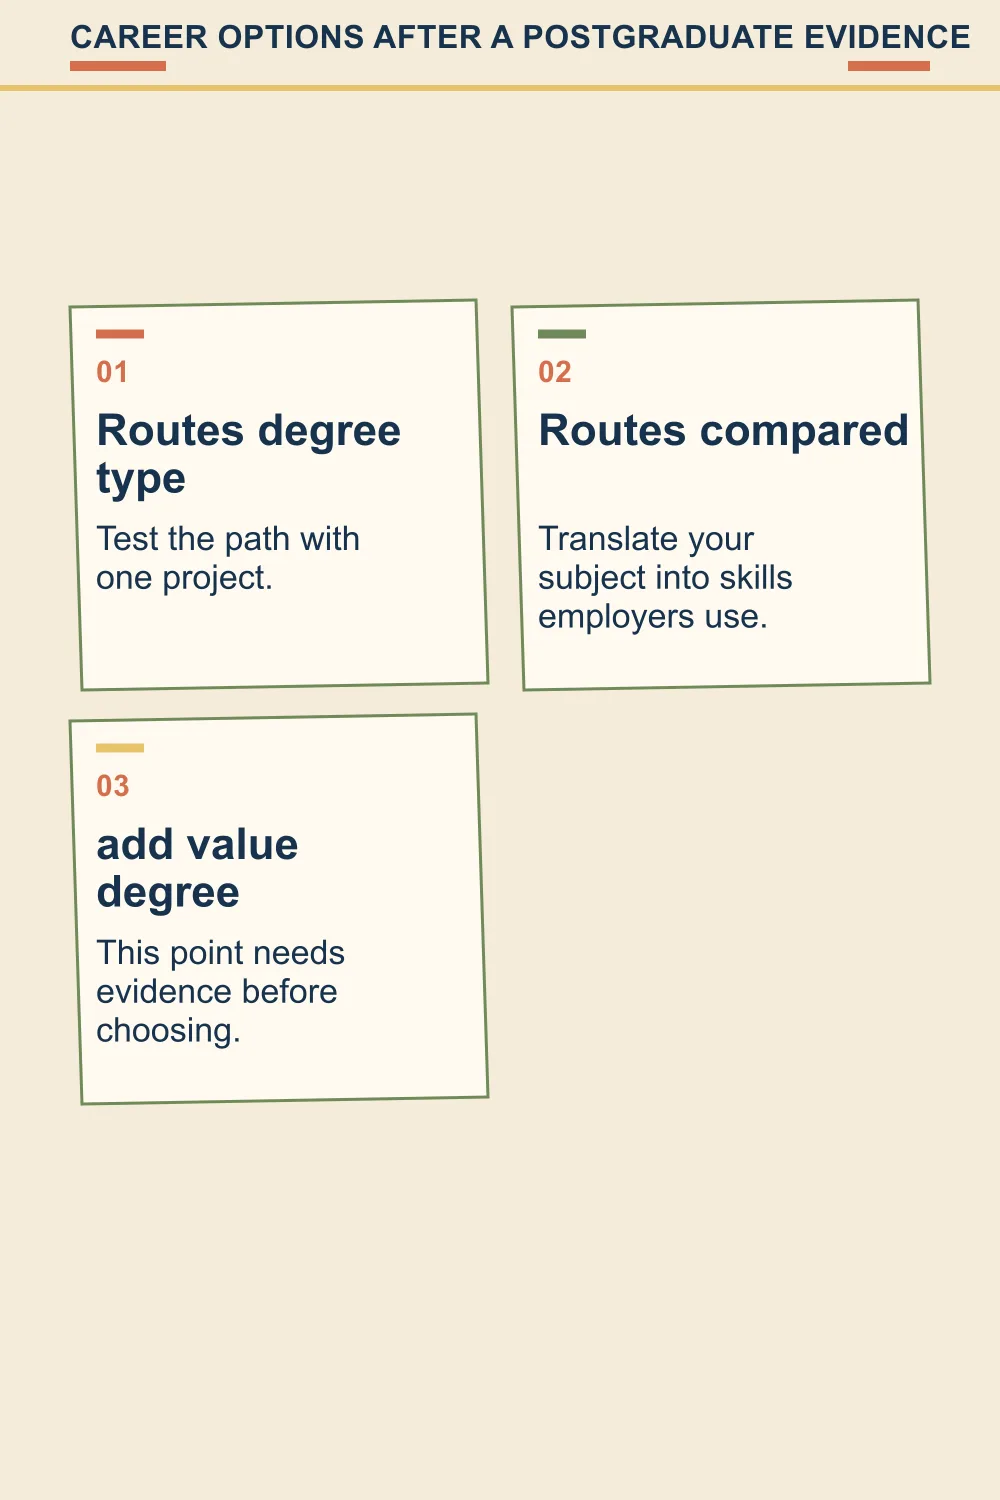 CAREER OPTIONS AFTER A POSTGRADUATE EVIDENCE
01
Routes degree
type
Test the path with
one project.
02
Routes compared
Translate your
subject into skills
employers use.
03
add value
degree
This point needs
evidence before
choosing.